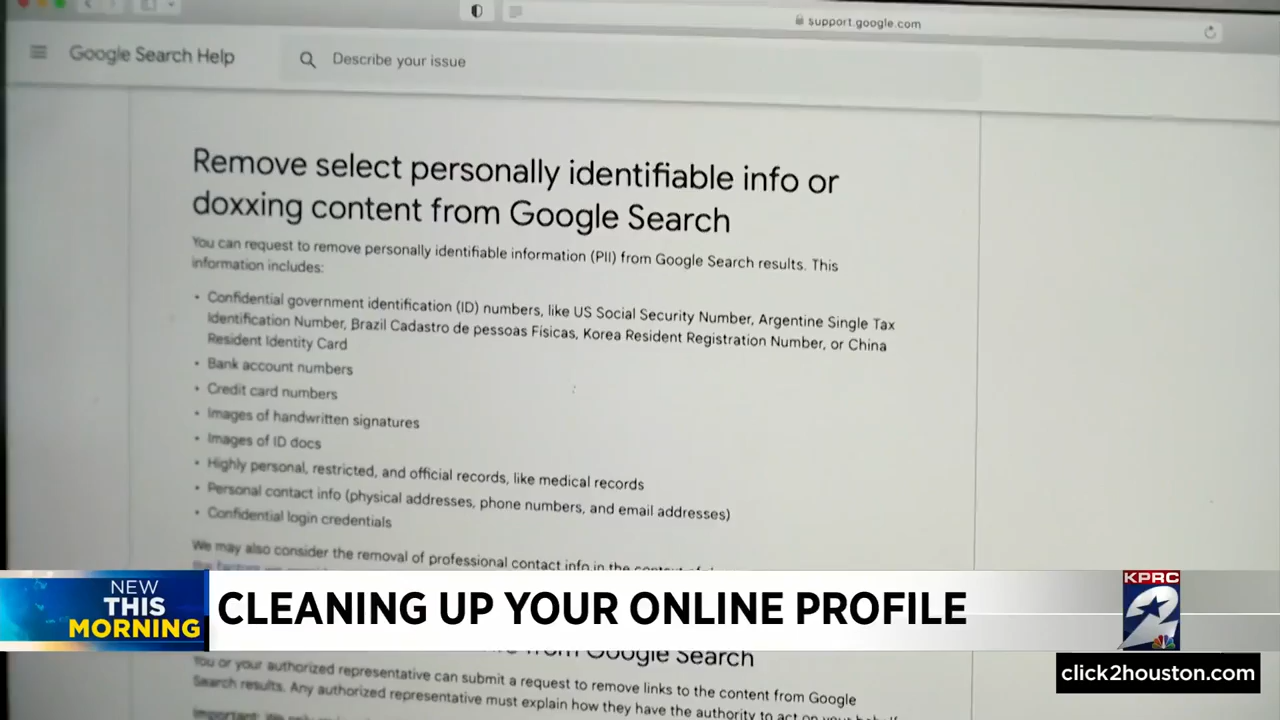 support.google.com
Google Search Help
Describe your issue
Remove select personally identifiable info or
doxxing content from Google Search
You can request to remove personally identifiable information (PII) from Google Search results. This
information includes:
• Confidential government identification (ID) numbers, like US Social Security Number, Argentine Single Tax
Identification Number, Brazil Cadastro de pessoas Físicas, Korea Resident Registration Number, or China
Resident Identity Card
• Bank account numbers
• Credit card numbers
• Images of handwritten signatures
• Images of ID docs
• Highly personal, restricted, and official records, like medical records
• Personal contact info (physical addresses, phone numbers, and email addresses)
• Confidential login credentials
We may also consider the removal of professional contact info in the
NEW
THIS
MORNING
CLEANING UP YOUR ONLINE PROFILE
KPRC
2
from Google Search
click2houston.com
You or your authorized representative can submit a request to remove links to the content from Google
Search results. Any authorized representative must explain how they have the authority to act on your behalf